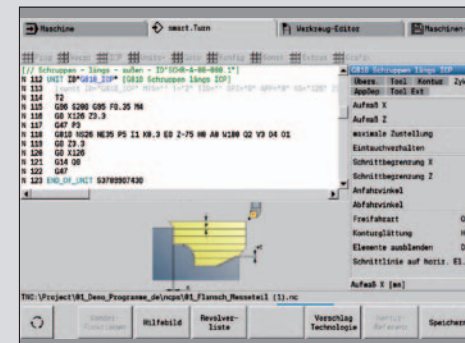 Maschine smart.Turn Werkzeug-Editor Maschinen-
[// Schruppen - längs - außen - ID"SCHR-A-80-080.1"]
N 112 UNIT ID"G810_ICP" [G810 Schruppen längs ICP]
N 113
N 114 T2
N 115 G96 S200 G95 F0.35 M4
N 116 G0 X126 Z3.3
N 117 G47 P3
N 118 G810 NS26 NE35 P5 I1 K0.3 E0 Z-75 H0 A0 W180 Q2 V3 D4 O1
N 119 G0 Z3.3
N 120 G0 X126
N 121 G14 Q0
N 122 G47
N 123 END_OF_UNIT
G810 Schruppen längs ICP
Übers. Tool Kontur Zyk
AppDep Tool Ext
Aufmaß X
Aufmaß Z
maximale Zustellung
Eintauchverhalten
Schnittbegrenzung X
Schnittbegrenzung Z
Anfahrwinkel
Abfahrwinkel
Freifahrart
Konturglättung
Elemente ausblenden
Schnittlinie auf horiz. El.
Aufmaß X [mm]
TNC:\Project\01_Demo_Programme_de\ncps\01_Flansch_Messeteil (1).nc
Hilfebild Revolver-liste Vorschlag Technologie Speichern